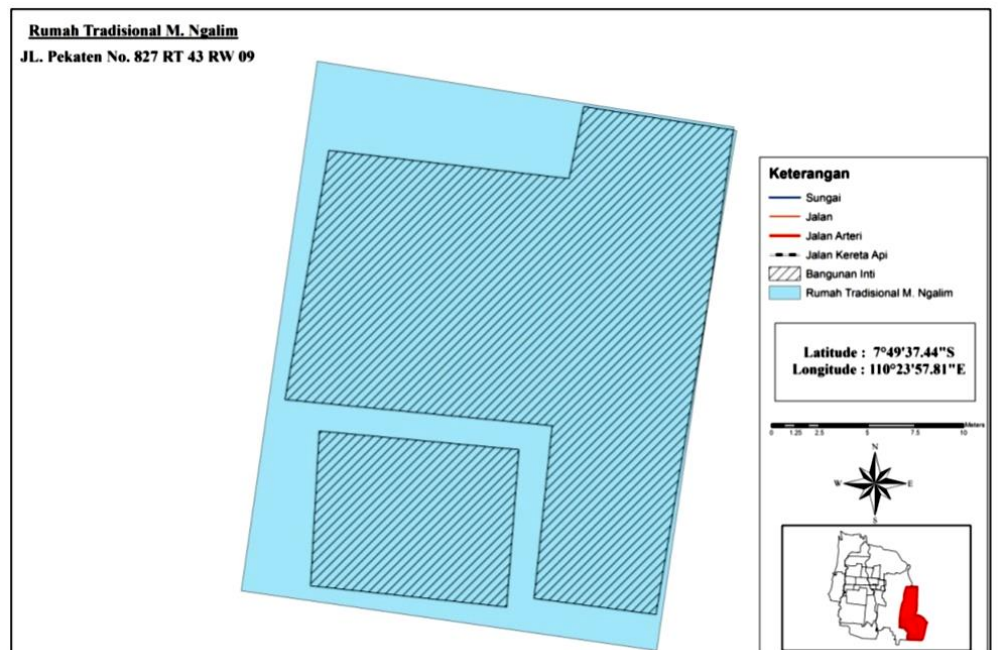 Rumah Tradisional M. Ngalim
JL. Pekaten No. 827 RT 43 RW 09
Keterangan
Sungai
Jalan
Jalan Arteri
Jalan Kereta Api
Bangunan Inti
Rumah Tradisional M. Ngalim
Latitude : 7°49'37.44"S
Longitude : 110°23'57.81"E
Meters
0 1.25 2.5 5 7.5 10
N
W E
S